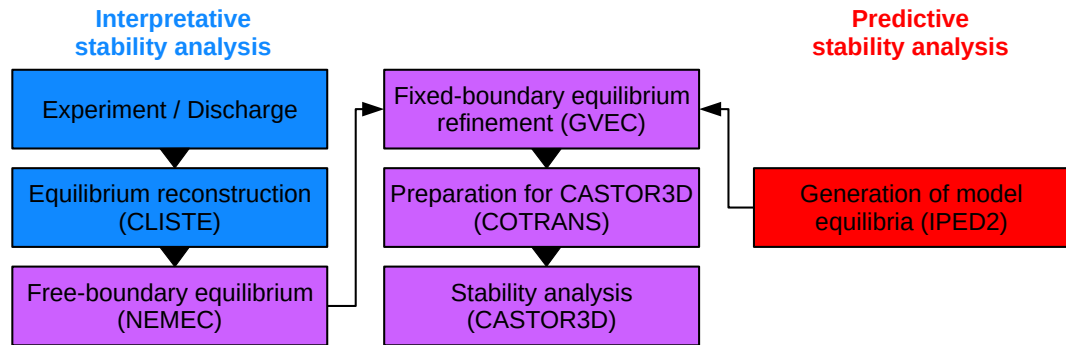 Interpretative
stability analysis
Predictive
stability analysis
Experiment / Discharge
Equilibrium reconstruction
(CLISTE)
Free-boundary equilibrium
(NEMEC)
Fixed-boundary equilibrium
refinement (GVEC)
Preparation for CASTOR3D
(COTRANS)
Stability analysis
(CASTOR3D)
Generation of model
equilibria (IPED2)